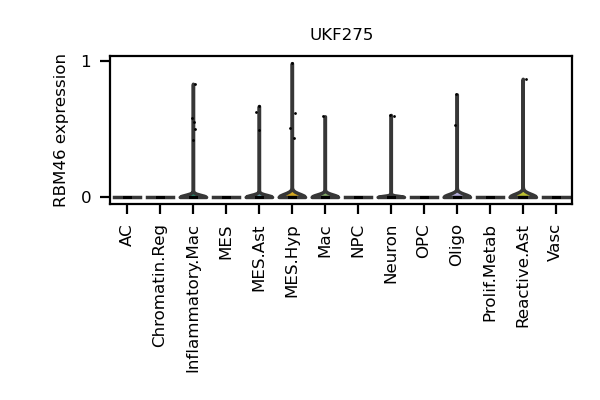 UKF275
RBM46 expression
1
0
AC
Chromatin.Reg
Inflammatory.Mac
MES
MES.Ast
MES.Hyp
Mac
NPC
Neuron
OPC
Oligo
Prolif.Metab
Reactive.Ast
Vasc